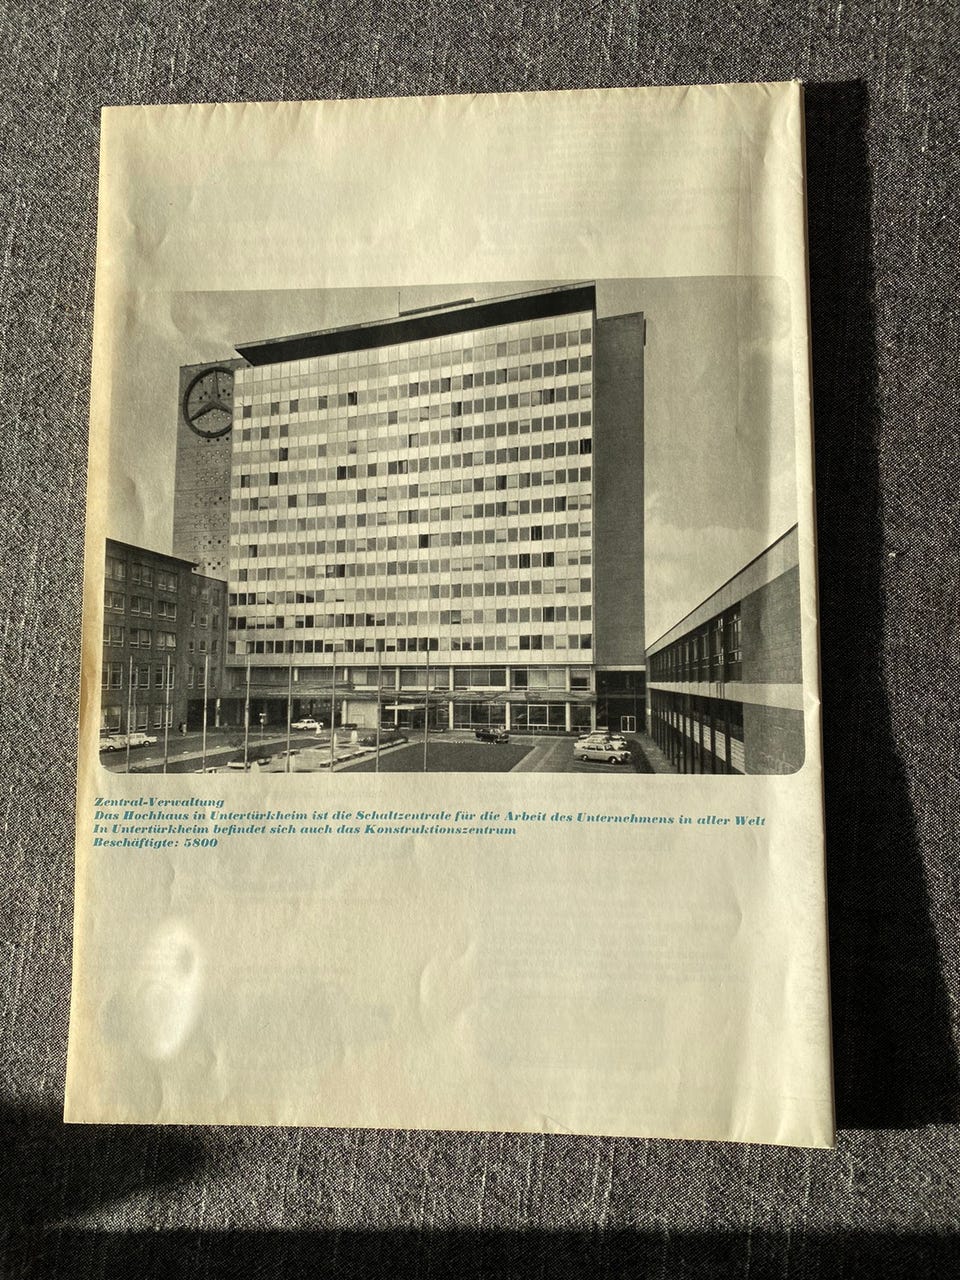 Zentral-Verwaltung
Das Hochhaus in Untertürkheim ist die Schaltzentrale für die Arbeit des Unternehmens in aller Welt
In Untertürkheim befindet sich auch das Konstruktionszentrum
Beschäftigte: 5800